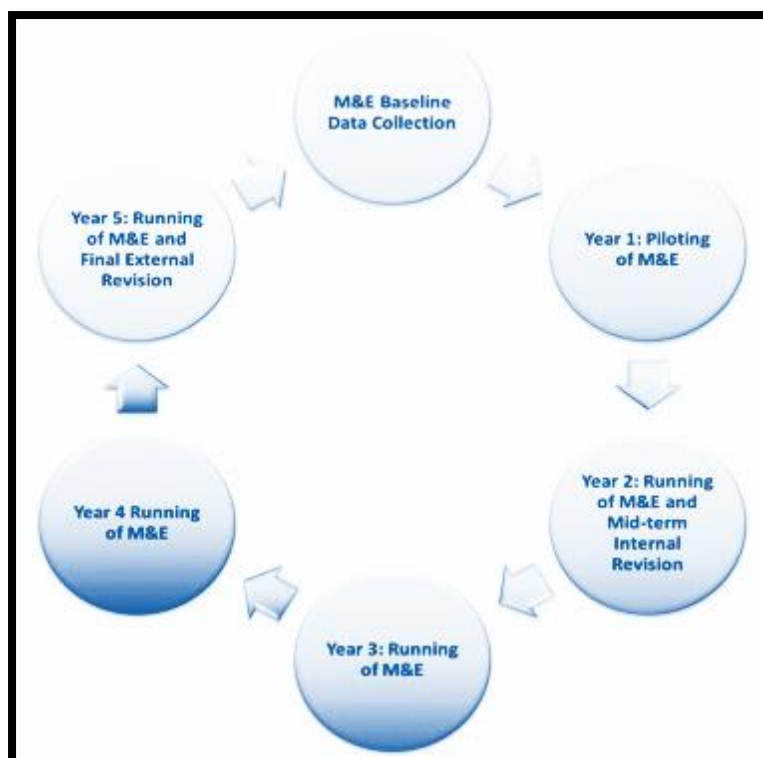 M&E Baseline
Data Collection
Year 1: Piloting
of M&E
Year 2: Running
of M&E and
Mid-term
Internal
Revision
Year 3: Running
of M&E
Year 4 Running
of M&E
Year 5: Running
of M&E and
Final External
Revision